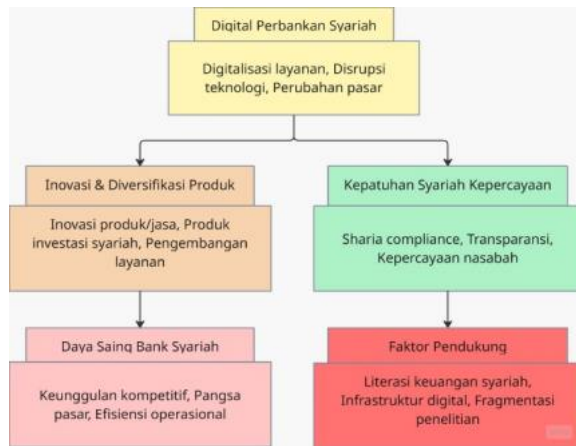 Digital Perbankan Syariah
Digitalisasi layanan, Disrupsi
teknologi, Perubahan pasar
Inovasi & Diversifikasi Produk
Inovasi produk/jasa, Produk
investasi syariah, Pengembangan
layanan
Kepatuhan Syariah Kepercayaan
Sharia compliance, Transparansi,
Kepercayaan nasabah
Daya Saing Bank Syariah
Keunggulan kompetitif, Pangsa
pasar, Efisiensi operasional
Faktor Pendukung
Literasi keuangan syariah,
Infrastruktur digital, Fragmentasi
penelitian